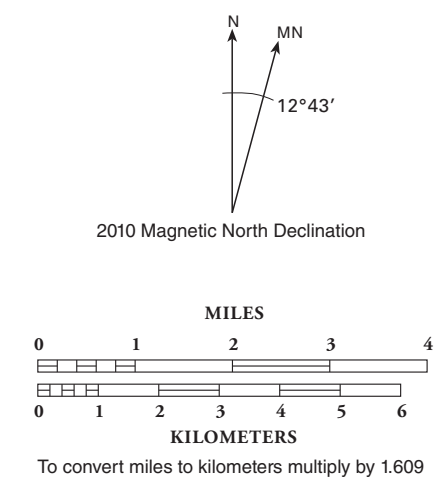 N
MN
12°43′
2010 Magnetic North Declination
MILES
0 1 2 3 4
0 1 2 3 4 5 6
KILOMETERS
To convert miles to kilometers multiply by 1.609